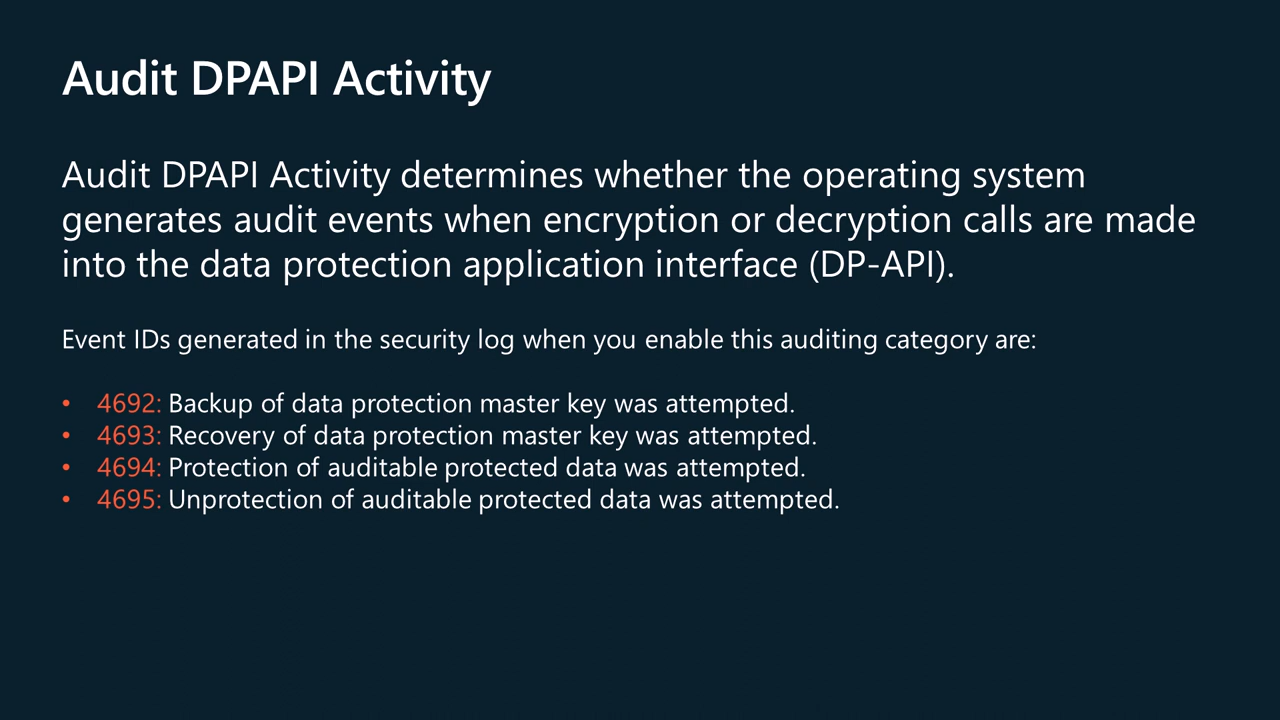 Audit DPAPI Activity
Audit DPAPI Activity determines whether the operating system
generates audit events when encryption or decryption calls are made
into the data protection application interface (DP-API).
Event IDs generated in the security log when you enable this auditing category are:
• 4692: Backup of data protection master key was attempted.
• 4693: Recovery of data protection master key was attempted.
• 4694: Protection of auditable protected data was attempted.
• 4695: Unprotection of auditable protected data was attempted.